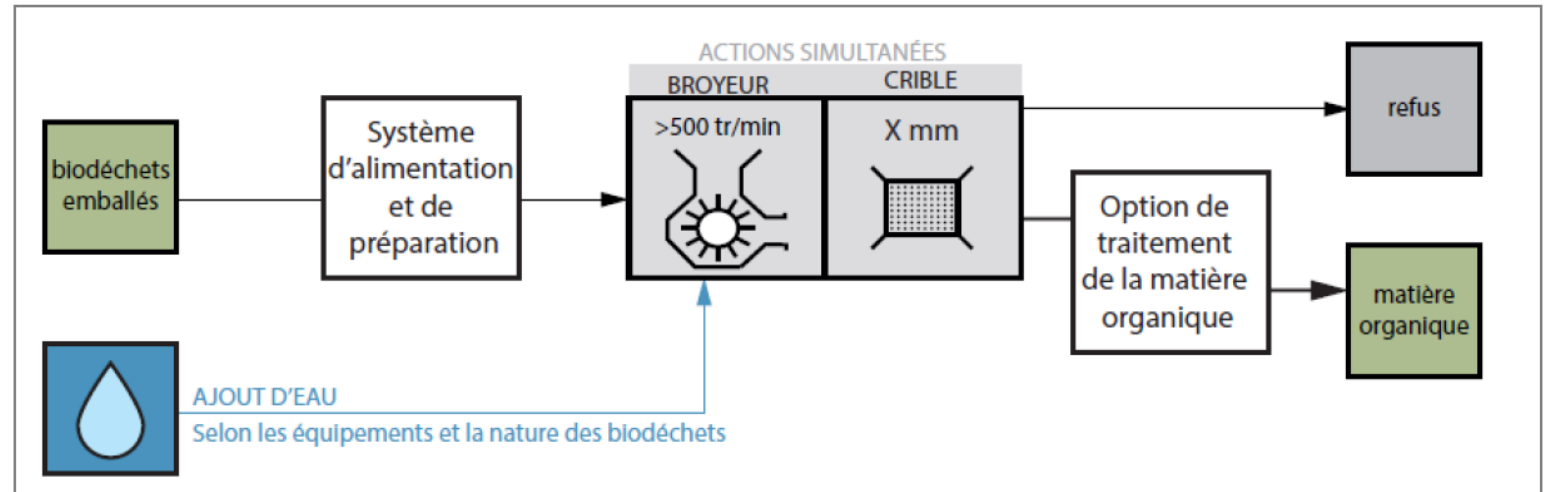 ACTIONS SIMULTANÉES
BROYEUR
CRIBLE
>500 tr/min
X mm
biodéchets
emballés
Système
d'alimentation
et de
préparation
refus
Option de
traitement
de la matière
organique
matière
organique
AJOUT D'EAU
Selon les équipements et la nature des biodéchets